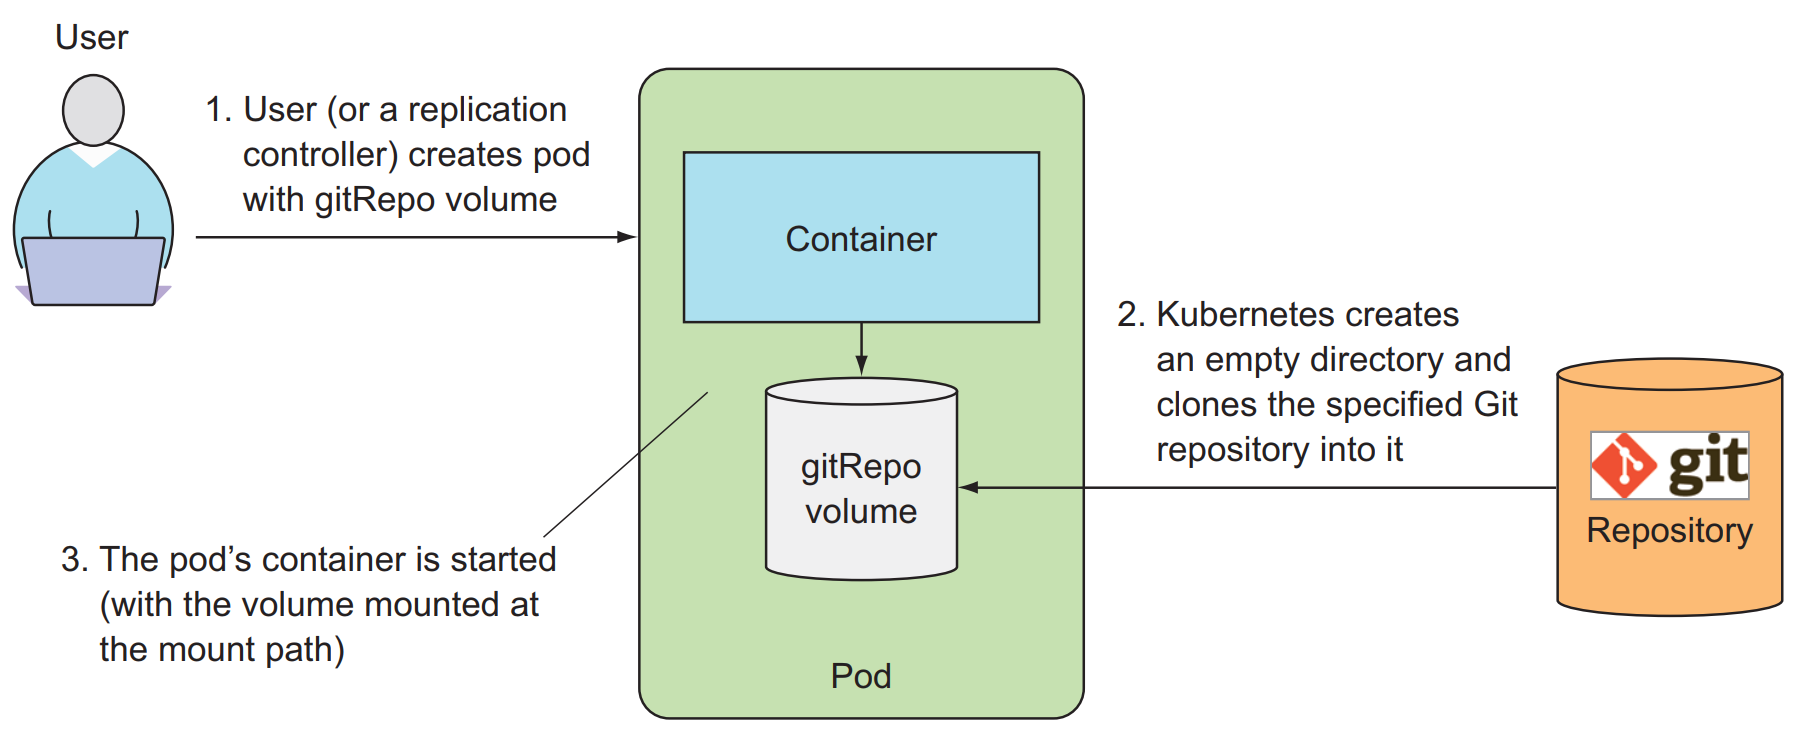 User
1. User (or a replication
controller) creates pod
with gitRepo volume
Container
2. Kubernetes creates
an empty directory and
clones the specified Git
repository into it
gitRepo
volume
git
Repository
3. The pod’s container is started
(with the volume mounted at
the mount path)
Pod